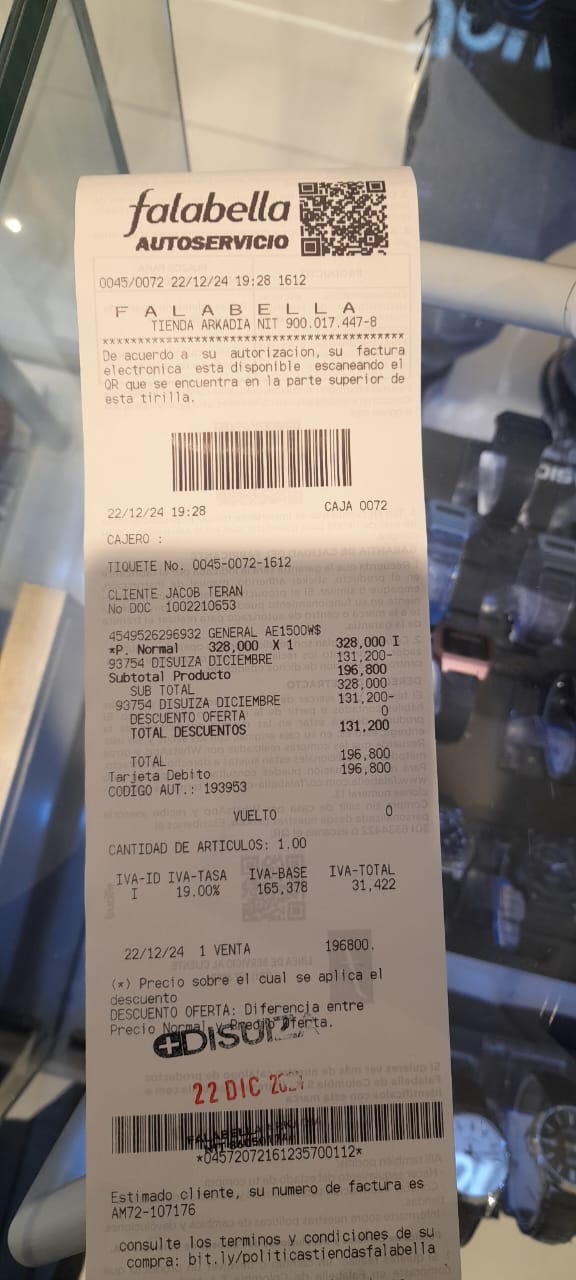 falabella
AUTOSERVICIO
0045/0072 22/12/24 19:28 1612
F A L A B E L L A
TIENDA ARKADIA NIT 900.017.447-8
De acuerdo a su autorizacion, su factura
electronica esta disponible escaneando el
QR que se encuentra en la parte superior de
esta tirilla.
22/12/24 19:28 CAJA 0072
CAJERO :
TIQUETE No. 0045-0072-1612
CLIENTE JACOB TERAN
No DOC 1002210653
4549526296932 GENERAL AE1500W$
*P. Normal 328,000 X 1 328,000 I
93754 DISUIZA DICIEMBRE 131,200-
Subtotal Producto 196,800
SUB TOTAL 328,000
93754 DISUIZA DICIEMBRE 131,200-
DESCUENTO OFERTA 0
TOTAL DESCUENTOS 131,200
TOTAL 196,800
Tarjeta Debito 196,800
CODIGO AUT.: 193953
VUELTO 0
CANTIDAD DE ARTICULOS: 1.00
IVA-ID IVA-TASA IVA-BASE IVA-TOTAL
I 19.00% 165,378 31,422
22/12/24 1 VENTA 196800.
(*) Precio sobre el cual se aplica el
descuento
DESCUENTO OFERTA: Diferencia entre
Precio Normal y Precio Oferta.
22 DIC
*04572072161235700112*
Estimado cliente, su numero de factura es
AM72-107176
consulte los terminos y condiciones de su
compra: bit.ly/politicastiendasfalabella